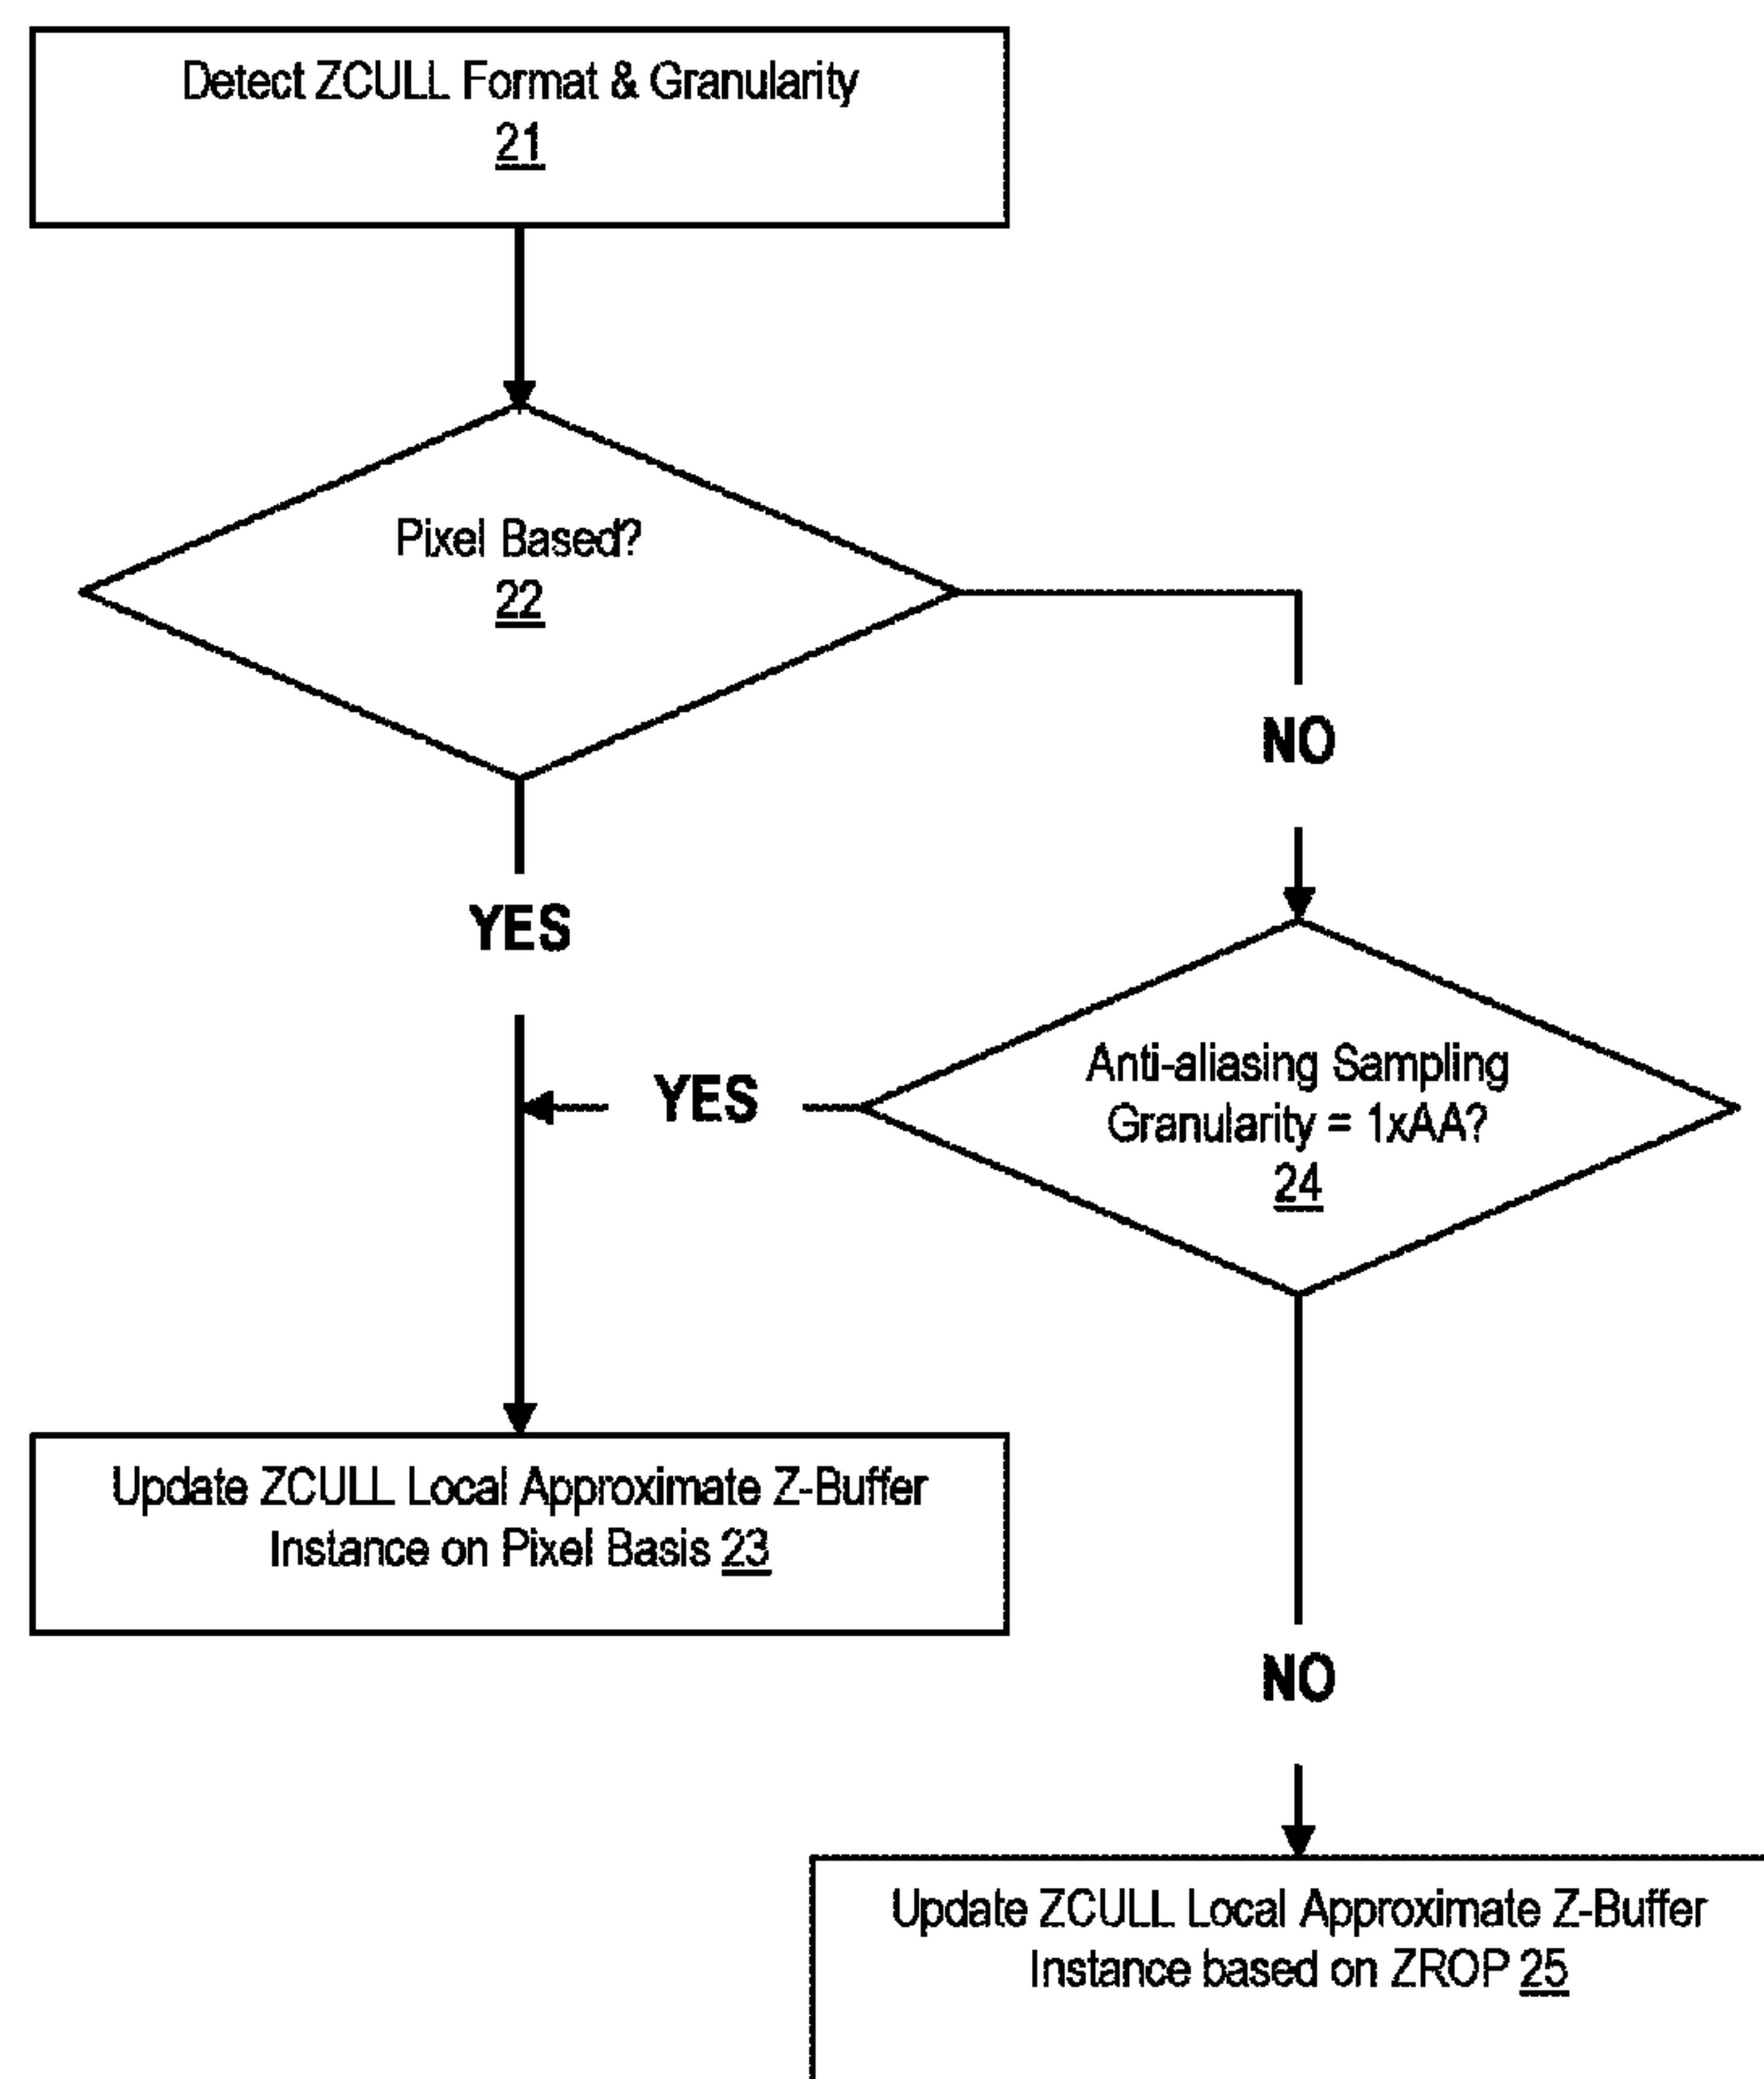 Detect ZCULL Format & Granularity
21
Pixel Based?
22
NO
YES
Anti-aliasing Sampling
Granularity = 1xAA?
24
YES
Update ZCULL Local Approximate Z-Buffer
Instance on Pixel Basis 23
NO
Update ZCULL Local Approximate Z-Buffer
Instance based on ZROP 25